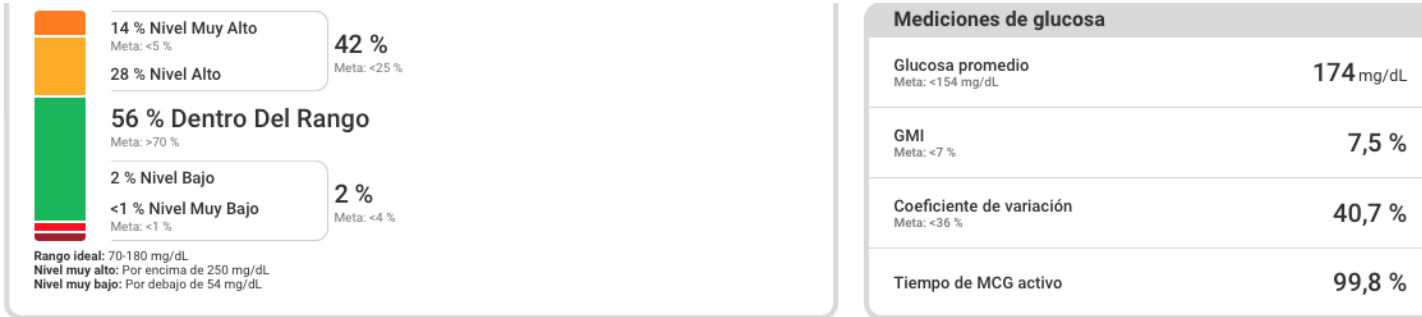 14 % Nivel Muy Alto
Meta: <5 %
28 % Nivel Alto
42 %
Meta: <25 %
56 % Dentro Del Rango
Meta: >70 %
2 % Nivel Bajo
<1 % Nivel Muy Bajo
Meta: <1 %
2 %
Meta: <4 %
Rango ideal: 70-180 mg/dL
Nivel muy alto: Por encima de 250 mg/dL
Nivel muy bajo: Por debajo de 54 mg/dL
Mediciones de glucosa
Glucosa promedio
Meta: <154 mg/dL
174 mg/dL
GMI
Meta: <7 %
7,5 %
Coeficiente de variación
Meta: <36 %
40,7 %
Tiempo de MCG activo
99,8 %